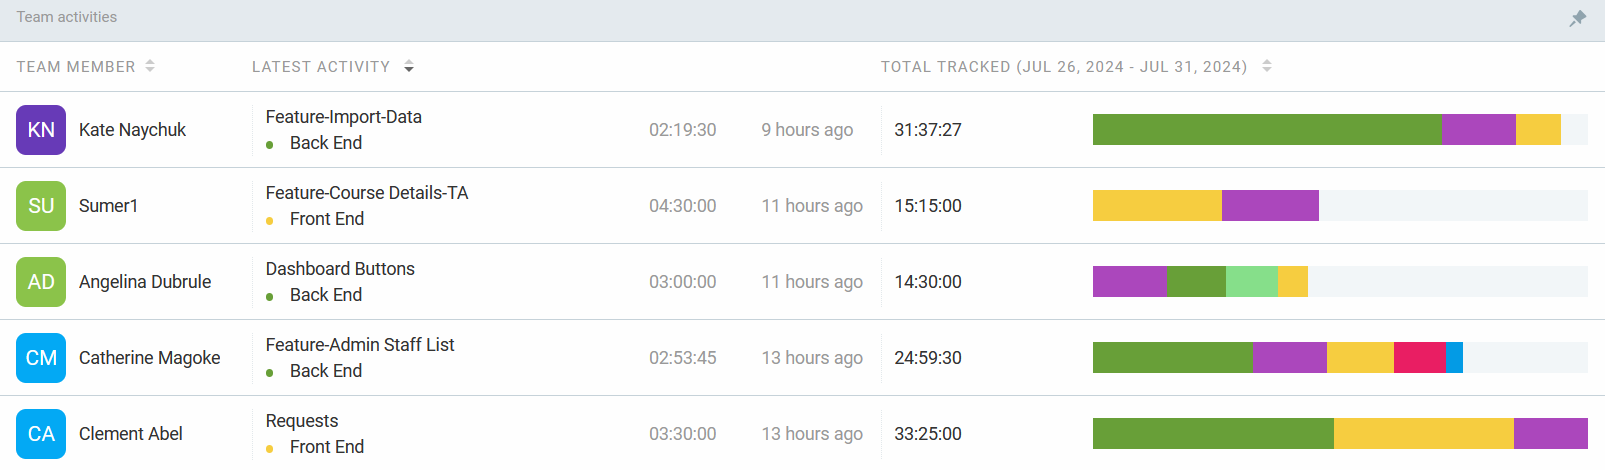 Team activities
TEAM MEMBER LATEST ACTIVITY TOTAL TRACKED (JUL 26, 2024 - JUL 31, 2024)
KN Kate Naychuk Feature-Import-Data 02:19:30 9 hours ago 31:37:27
Back End
SU Sumer1 Feature-Course Details-TA 04:30:00 11 hours ago 15:15:00
Front End
AD Angelina Dubrule Dashboard Buttons 03:00:00 11 hours ago 14:30:00
Back End
CM Catherine Magoke Feature-Admin Staff List 02:53:45 13 hours ago 24:59:30
Back End
CA Clement Abel Requests 03:30:00 13 hours ago 33:25:00
Front End